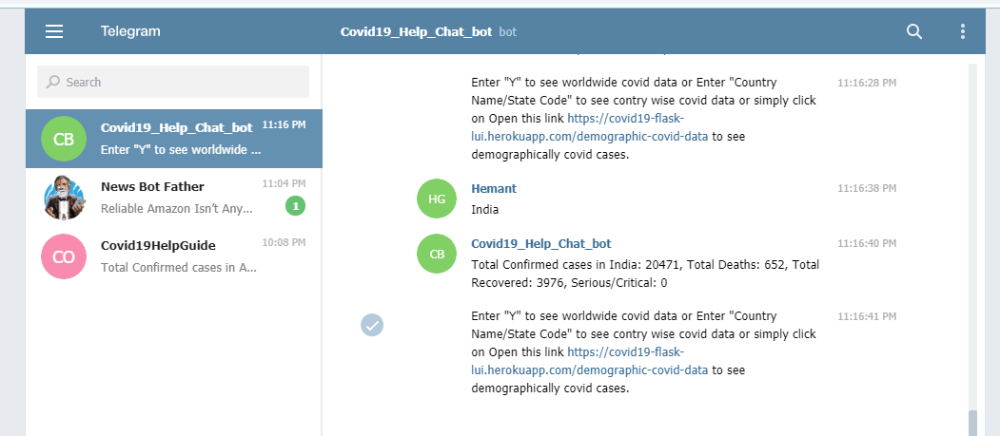 Telegram
Covid19_Help_Chat_bot bot
Search
CB
Covid19_Help_Chat_bot 11:16 PM
Enter "Y" to see worldwide ...
News Bot Father 11:04 PM
Reliable Amazon Isn’t Any... 1
CO
Covid19HelpGuide 10:08 PM
Total Confirmed cases in A...
Enter "Y" to see worldwide covid data or Enter "Country 11:16:28 PM
Name/State Code" to see contry wise covid data or simply click
on Open this link https://covid19-flask-
lui.herokuapp.com/demographic-covid-data to see
demographically covid cases.
HG
Hemant 11:16:38 PM
India
CB
Covid19_Help_Chat_bot 11:16:40 PM
Total Confirmed cases in India: 20471, Total Deaths: 652, Total
Recovered: 3976, Serious/Critical: 0
Enter "Y" to see worldwide covid data or Enter "Country 11:16:41 PM
Name/State Code" to see contry wise covid data or simply click
on Open this link https://covid19-flask-
lui.herokuapp.com/demographic-covid-data to see
demographically covid cases.